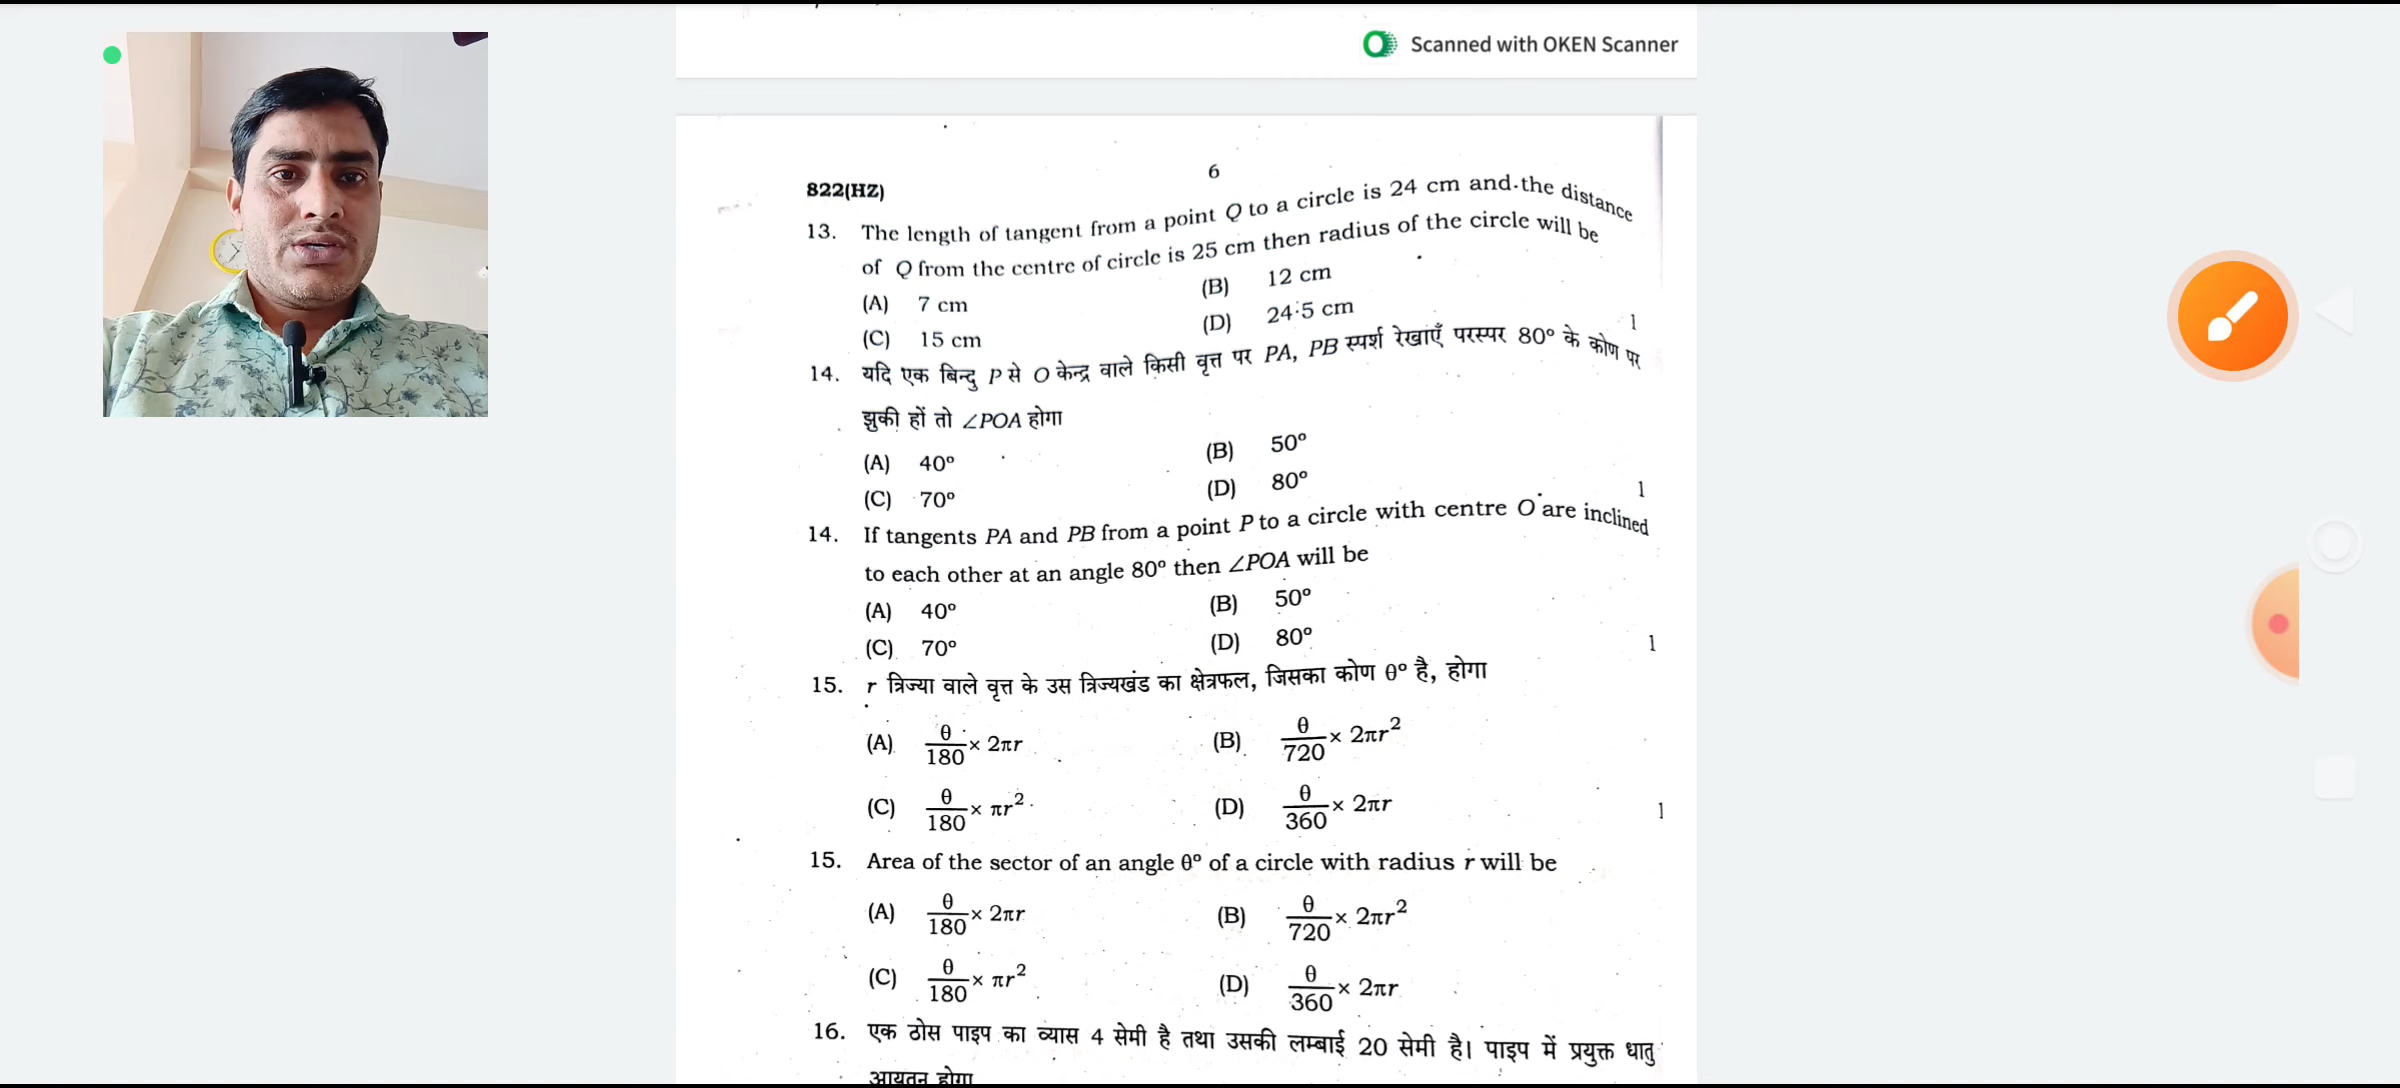 Scanned with OKEN Scanner
6
822(HZ)
13. The length of tangent from a point Q to a circle is 24 cm and the distance
of Q from the centre of circle is 25 cm then radius of the circle will be
(A) 7 cm (B) 12 cm
(C) 15 cm (D) 24·5 cm
1
14. यदि एक बिन्दु P से O केन्द्र वाले किसी वृत्त पर PA, PB स्पर्श रेखाएँ परस्पर 80° के कोण पर
झुकी हों तो ∠POA होगा
(A) 40° (B) 50°
(C) 70° (D) 80°
1
14. If tangents PA and PB from a point P to a circle with centre O are inclined
to each other at an angle 80° then ∠POA will be
(A) 40° (B) 50°
(C) 70° (D) 80°
1
15. r त्रिज्या वाले वृत्त के उस त्रिज्यखंड का क्षेत्रफल, जिसका कोण θ° है, होगा
(A) θ/180 × 2πr (B) θ/720 × 2πr²
(C) θ/180 × πr² (D) θ/360 × 2πr
1
15. Area of the sector of an angle θ° of a circle with radius r will be
(A) θ/180 × 2πr (B) θ/720 × 2πr²
(C) θ/180 × πr² (D) θ/360 × 2πr
16. एक ठोस पाइप का व्यास 4 सेमी है तथा उसकी लम्बाई 20 सेमी है। पाइप में प्रयुक्त धातु
आयतन होगा